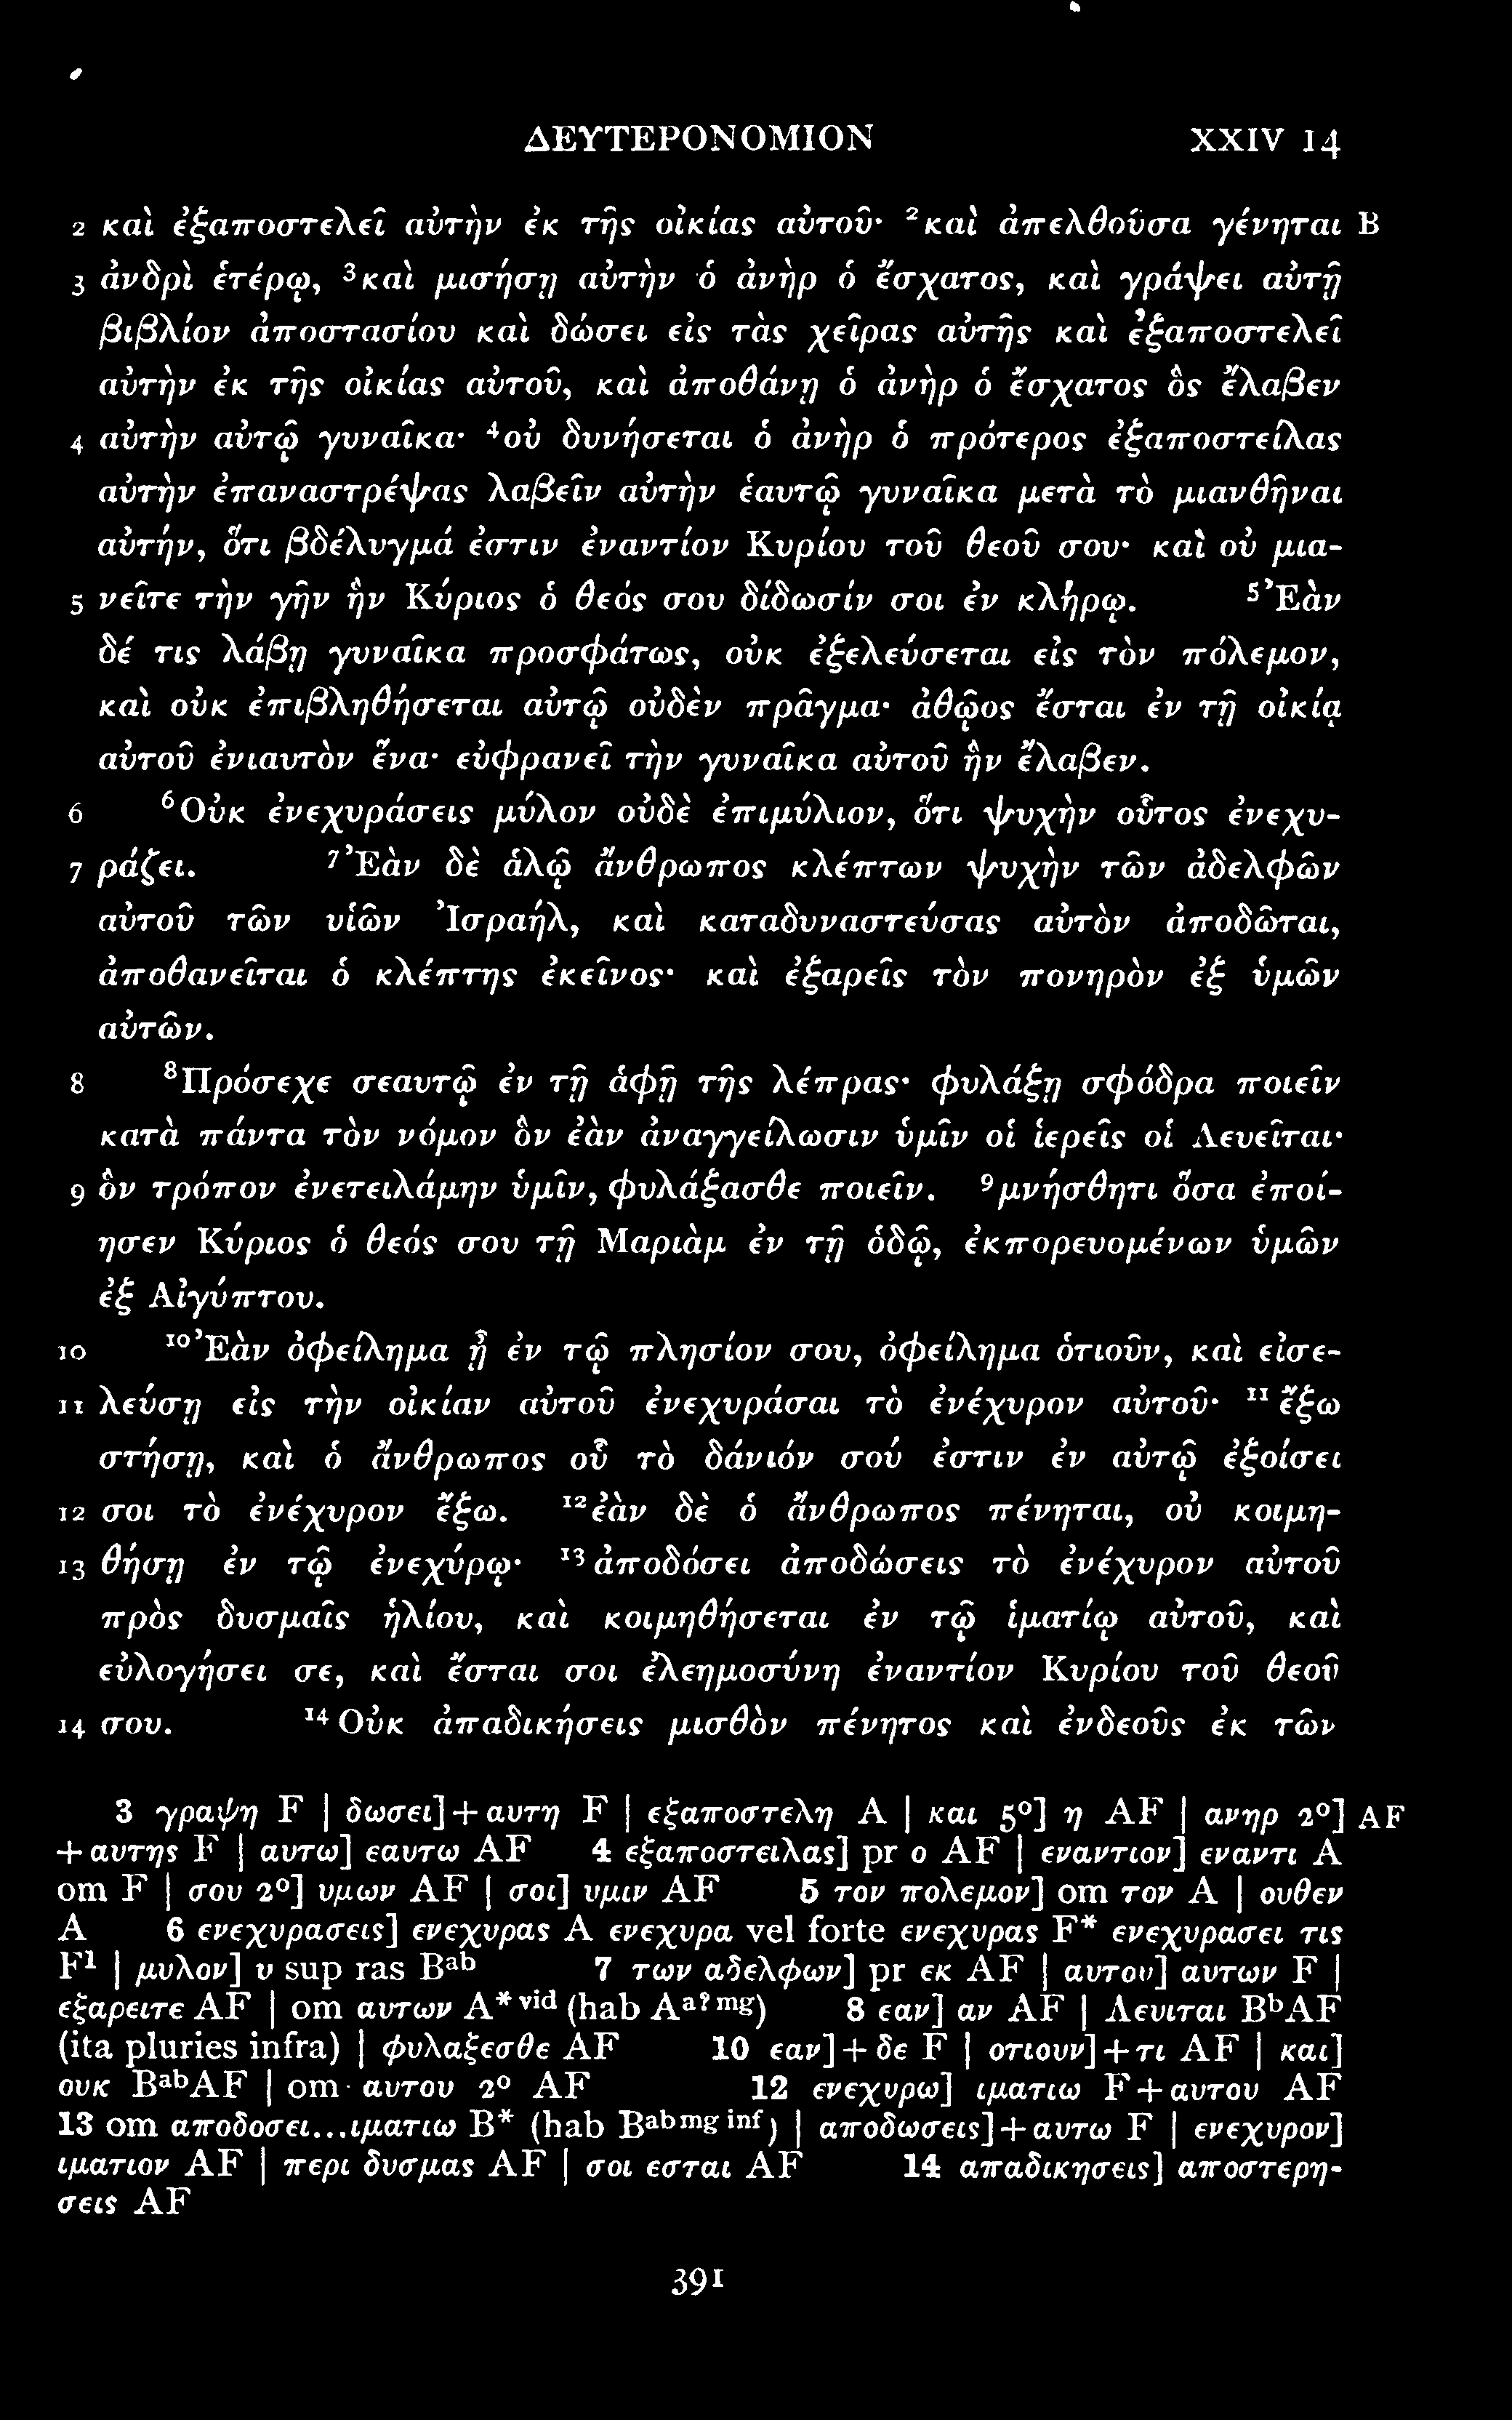 ΔΕΥΤΕΡΟΝΟΜΙΟΝ XXIV 14
2 καὶ ἐξαποστελεῖ αὐτὴν ἐκ τῆς οἰκίας αὐτοῦ· ²καὶ ἀπελθοῦσα γένηται B
3 ἀνδρὶ ἑτέρῳ, ³καὶ μισήσῃ αὐτὴν ὁ ἀνὴρ ὁ ἔσχατος, καὶ γράψει αὐτῇ
βιβλίον ἀποστασίου καὶ δώσει εἰς τὰς χεῖρας αὐτῆς καὶ ἐξαποστελεῖ
αὐτὴν ἐκ τῆς οἰκίας αὐτοῦ, καὶ ἀποθάνῃ ὁ ἀνὴρ ὁ ἔσχατος ὃς ἔλαβεν
4 αὐτὴν αὐτῷ γυναῖκα· ⁴οὐ δυνήσεται ὁ ἀνὴρ ὁ πρότερος ἐξαποστείλας
αὐτὴν ἐπαναστρέψας λαβεῖν αὐτὴν ἑαυτῷ γυναῖκα μετὰ τὸ μιανθῆναι
αὐτήν, ὅτι βδέλυγμά ἐστιν ἐναντίον Κυρίου τοῦ θεοῦ σου· καὶ οὐ μια-
5 νεῖτε τὴν γῆν ἣν Κύριος ὁ θεός σου δίδωσίν σοι ἐν κλήρῳ. ⁵Ἐὰν
δέ τις λάβῃ γυναῖκα προσφάτως, οὐκ ἐξελεύσεται εἰς τὸν πόλεμον,
καὶ οὐκ ἐπιβληθήσεται αὐτῷ οὐδὲν πρᾶγμα· ἀθῷος ἔσται ἐν τῇ οἰκίᾳ
αὐτοῦ ἐνιαυτὸν ἕνα· εὐφρανεῖ τὴν γυναῖκα αὐτοῦ ἣν ἔλαβεν.
6 ⁶Οὐκ ἐνεχυράσεις μύλον οὐδὲ ἐπιμύλιον, ὅτι ψυχὴν οὗτος ἐνεχυ-
7 ράζει. ⁷Ἐὰν δὲ ἁλῷ ἄνθρωπος κλέπτων ψυχὴν τῶν ἀδελφῶν
αὐτοῦ τῶν υἱῶν Ἰσραήλ, καὶ καταδυναστεύσας αὐτὸν ἀποδῶται,
ἀποθανεῖται ὁ κλέπτης ἐκεῖνος· καὶ ἐξαρεῖς τὸν πονηρὸν ἐξ ὑμῶν
αὐτῶν.
8 ⁸Πρόσεχε σεαυτῷ ἐν τῇ ἁφῇ τῆς λέπρας· φυλάξῃ σφόδρα ποιεῖν
κατὰ πάντα τὸν νόμον ὃν ἐὰν ἀναγγείλωσιν ὑμῖν οἱ ἱερεῖς οἱ Λευεῖται·
9 ὃν τρόπον ἐνετειλάμην ὑμῖν, φυλάξασθε ποιεῖν. ⁹μνήσθητι ὅσα ἐποί-
ησεν Κύριος ὁ θεός σου τῇ Μαριὰμ ἐν τῇ ὁδῷ, ἐκπορευομένων ὑμῶν
ἐξ Αἰγύπτου.
10 ¹⁰Ἐὰν ὀφείλημα ᾖ ἐν τῷ πλησίον σου, ὀφείλημα ὁτιοῦν, καὶ εἰσε-
11 λεύσῃ εἰς τὴν οἰκίαν αὐτοῦ ἐνεχυράσαι τὸ ἐνέχυρον αὐτοῦ· ¹¹ἔξω
στήσῃ, καὶ ὁ ἄνθρωπος οὗ τὸ δάνιόν σού ἐστιν ἐν αὐτῷ ἐξοίσει
12 σοι τὸ ἐνέχυρον ἔξω. ¹²ἐὰν δὲ ὁ ἄνθρωπος πένηται, οὐ κοιμη-
13 θήσῃ ἐν τῷ ἐνεχύρῳ· ¹³ἀποδόσει ἀποδώσεις τὸ ἐνέχυρον αὐτοῦ
πρὸς δυσμαῖς ἡλίου, καὶ κοιμηθήσεται ἐν τῷ ἱματίῳ αὐτοῦ, καὶ
εὐλογήσει σε, καὶ ἔσται σοι ἐλεημοσύνη ἐναντίον Κυρίου τοῦ θεοῦ
14 σου. ¹⁴Οὐκ ἀπαδικήσεις μισθὸν πένητος καὶ ἐνδεοῦς ἐκ τῶν
3 γραψη F | δωσει]+αυτη F | εξαποστελη A | και 5°] η AF | ανηρ 2°] AF
+αυτης F | αυτω] εαυτω AF 4 εξαποστειλας] pr ο AF | εναντιον] εναντι A
om F | σου 2°] υμων AF | σοι] υμιν AF 5 τον πολεμον] om τον A | ουθεν
A 6 ενεχυρασεις] ενεχυρας A ενεχυρα vel forte ενεχυρας F* ενεχυρασει τις
F¹ | μυλον] υ sup ras Bᵃᵇ 7 των αδελφων] pr εκ AF | αυτου] αυτων F |
εξαρειτε AF | om αυτων A*ᵛⁱᵈ (hab Aᵃ?ᵐᵍ) 8 εαν] αν AF | Λευιται BᵇAF
(ita pluries infra) | φυλαξεσθε AF 10 εαν]+δε F | οτιουν]+τι AF | και]
ουκ BᵃᵇAF | om αυτου 2° AF 12 ενεχυρω] ιματιω F+αυτου AF
13 om αποδοσει...ιματιω B* (hab Bᵃᵇᵐᵍ ⁱⁿᶠ) | αποδωσεις]+αυτω F | ενεχυρον]
ιματιον AF | περι δυσμας AF | σοι εσται AF 14 απαδικησεις] αποστερη-
σεις AF
391